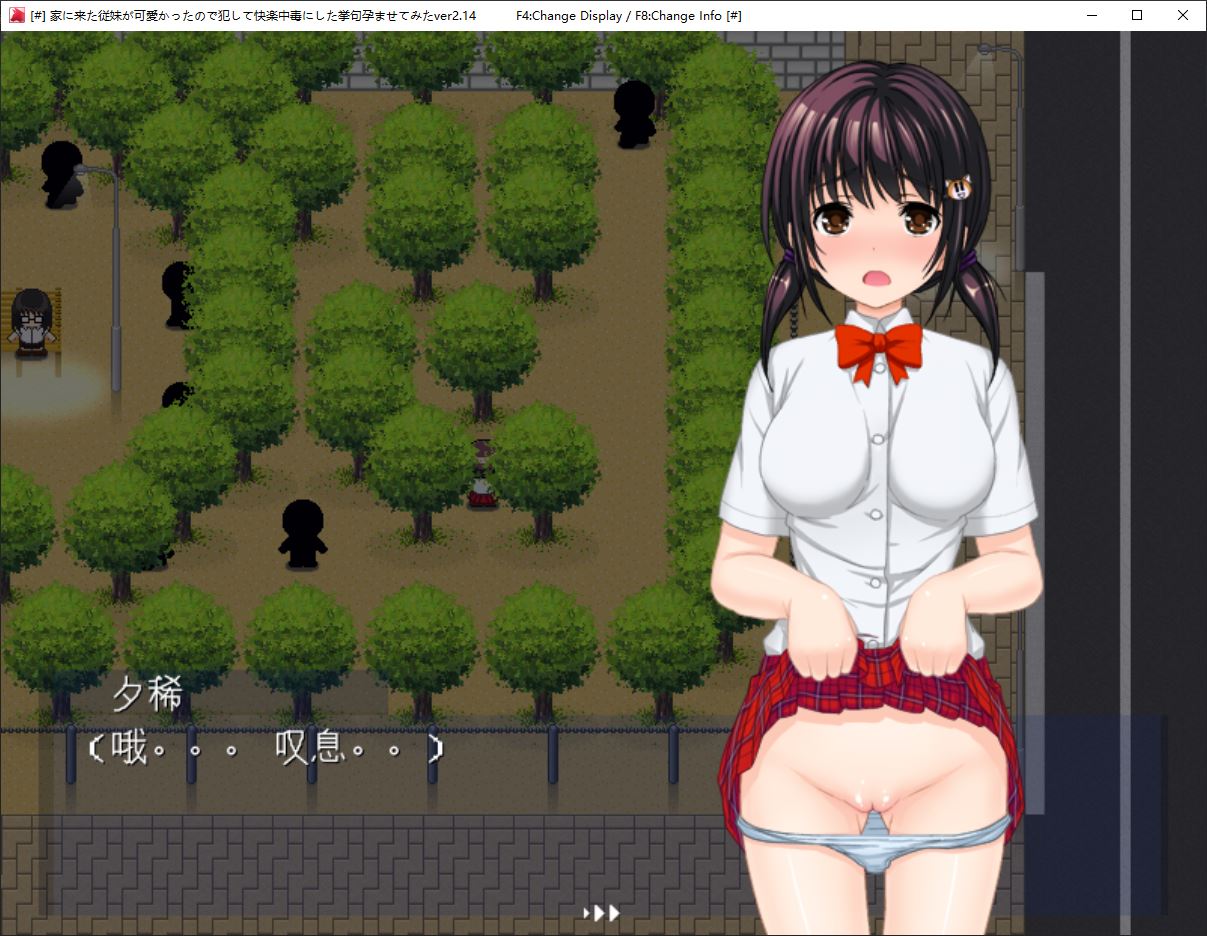 [#] 家に来た従妹が可愛かったので犯して快楽中毒にした挙句孕ませてみたver2.14 F4:Change Display / F8:Change Info [#]
夕稀
(哦。。。 叹息。。)